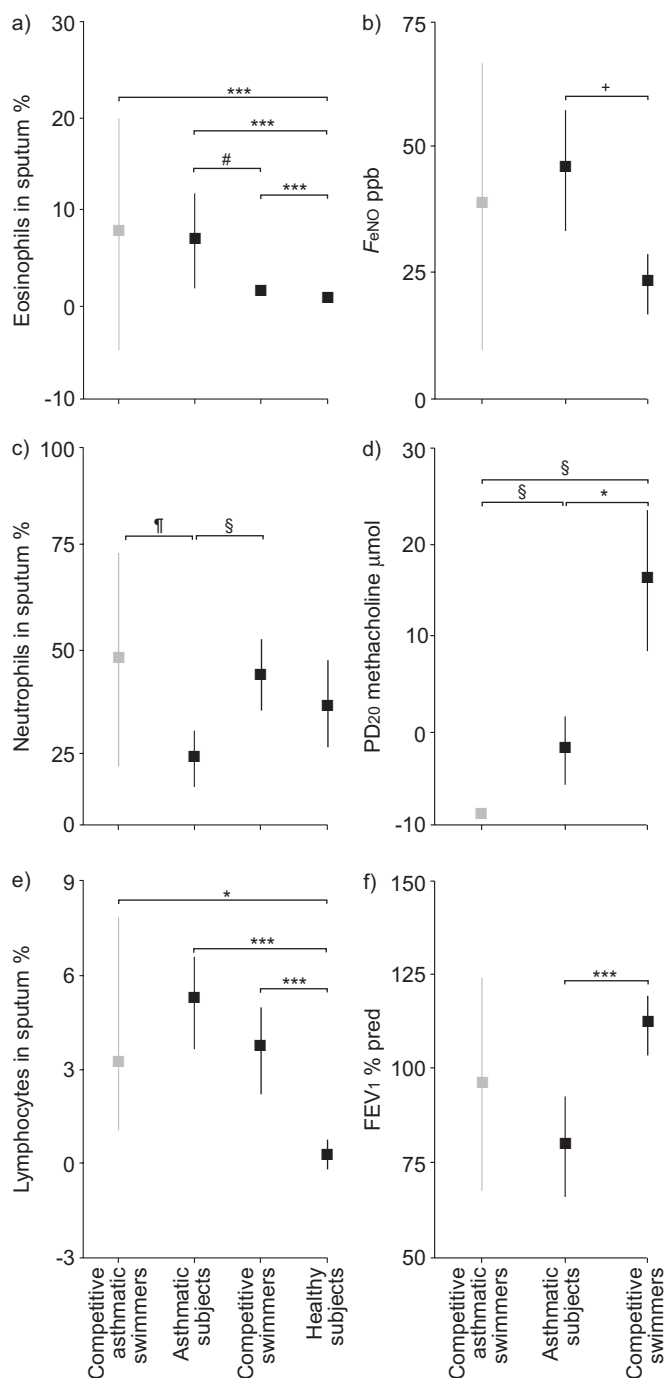 a)
30
20
10
0
-10
Eosinophils in sputum %
***
***
#
***
b)
75
50
25
0
FeNO ppb
+
c)
100
75
50
25
0
Neutrophils in sputum %
¶
§
d)
30
20
10
0
-10
PD20 methacholine µmol
§
§
*
e)
9
6
3
0
-3
Lymphocytes in sputum %
*
***
***
Competitive
asthmatic
swimmers
Asthmatic
subjects
Competitive
swimmers
Healthy
subjects
f)
150
125
100
75
50
FEV1 % pred
***
Competitive
asthmatic
swimmers
Asthmatic
subjects
Competitive
swimmers